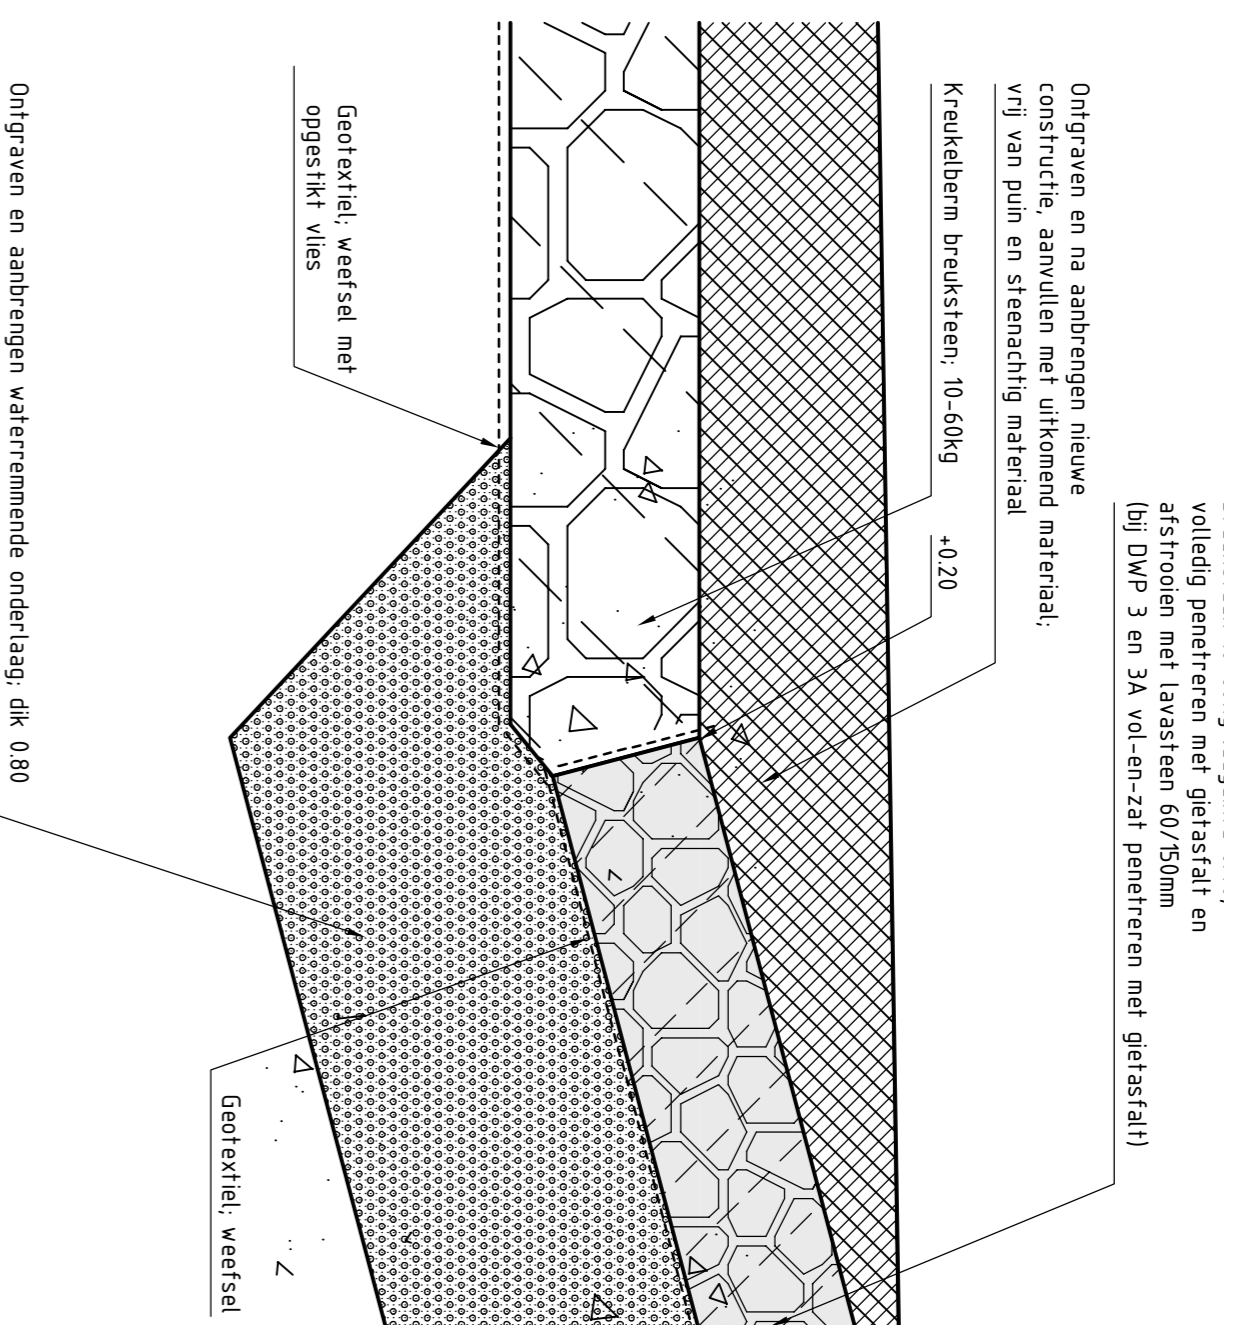 volledig penetreren met gietasfalt en
afstrooien met lavasteen 60/150mm
(bij DWP 3 en 3A vol-en-zat penetreren met gietasfalt)
Ontgraven en na aanbrengen nieuwe
constructie, aanvullen met uitkomend materiaal;
vrij van puin en steenachtig materiaal
Kreukelberm breuksteen; 10-60kg
+0.20
Geotextiel; weefsel met
opgestikt vlies
Geotextiel; weefsel
Ontgraven en aanbrengen waterremmende onderlaag; dik 0.80